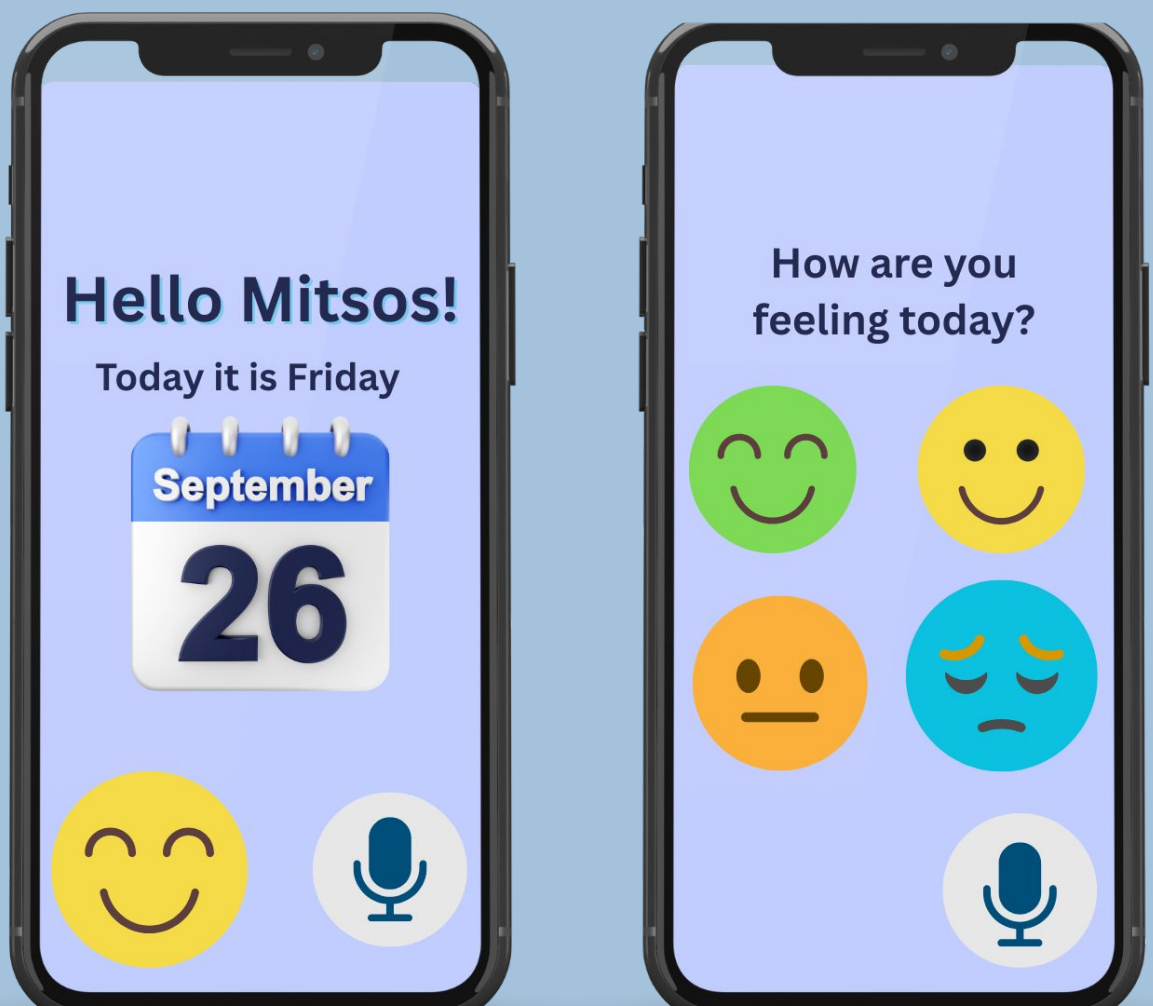 Hello Mitsos!
Today it is Friday
September
26
How are you
feeling today?